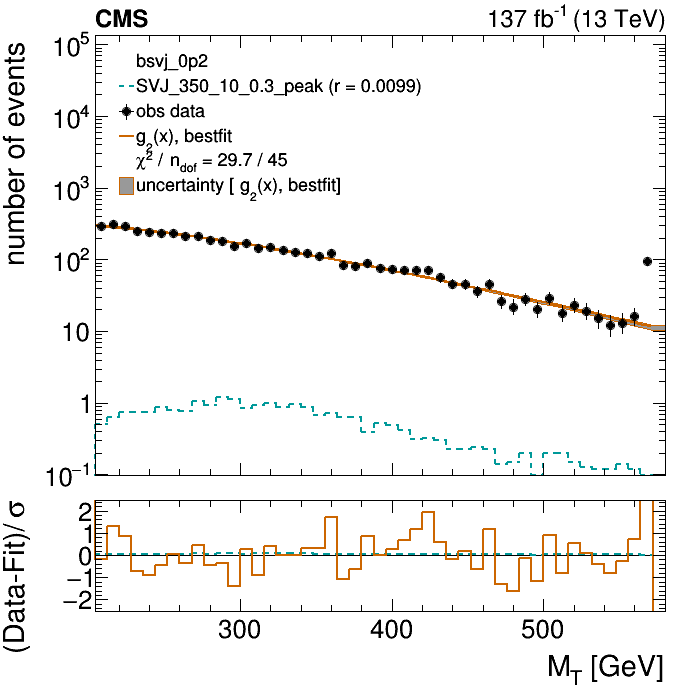 CMS 137 fb⁻¹ (13 TeV)
number of events
10⁵
10⁴
10³
10²
10
1
10⁻¹
bsvj_0p2
SVJ_350_10_0.3_peak (r = 0.0099)
obs data
g₂(x), bestfit
χ² / n_dof = 29.7 / 45
uncertainty [ g₂(x), bestfit]
(Data-Fit)/σ
2
1
0
−1
−2
300 400 500
M_T [GeV]